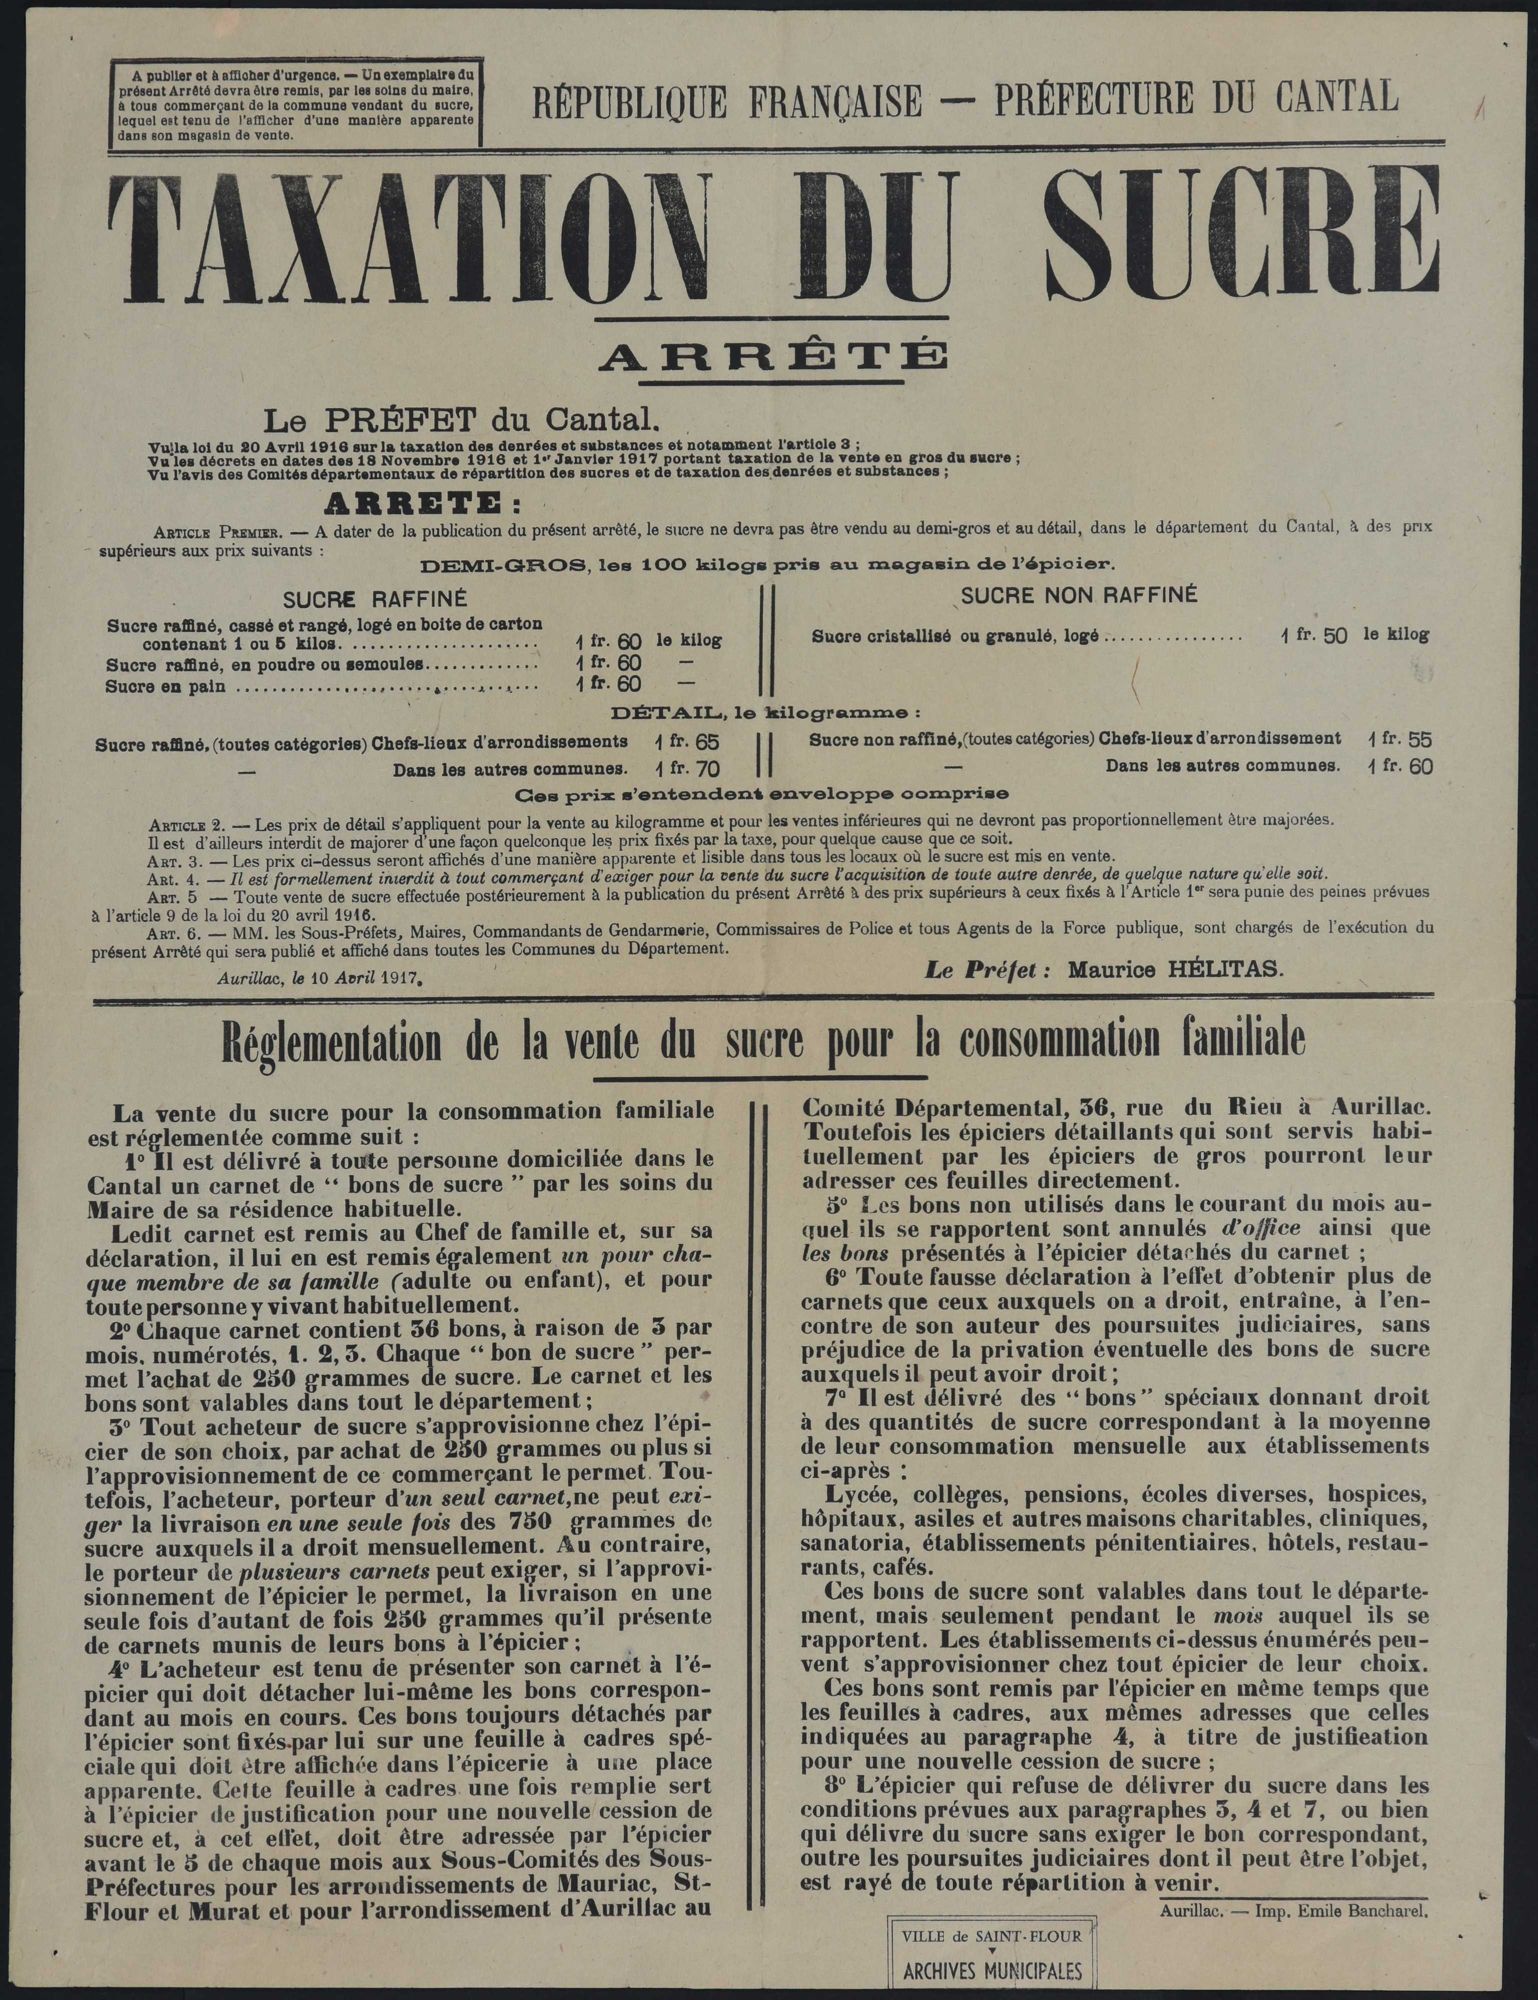 A publier et à afficher d'urgence. — Un exemplaire du
présent Arrêté devra être remis, par les soins du maire,
à tous commerçant de la commune vendant du sucre,
lequel est tenu de l'afficher d'une manière apparente
dans son magasin de vente.
RÉPUBLIQUE FRANÇAISE — PRÉFECTURE DU CANTAL
TAXATION DU SUCRE
ARRÊTÉ
Le PRÉFET du Cantal.
Vu la loi du 20 Avril 1916 sur la taxation des denrées et substances et notamment l'article 3 ;
Vu les décrets en dates des 18 Novembre 1916 et 1er Janvier 1917 portant taxation de la vente en gros du sucre ;
Vu l'avis des Comités départementaux de répartition des sucres et de taxation des denrées et substances ;
ARRETE :
ARTICLE PREMIER. — A dater de la publication du présent arrêté, le sucre ne devra pas être vendu au demi-gros et au détail, dans le département du Cantal, à des prix
supérieurs aux prix suivants :
DEMI-GROS, les 100 kilogs pris au magasin de l'épicier.
SUCRE RAFFINÉ
Sucre raffiné, cassé et rangé, logé en boite de carton
contenant 1 ou 5 kilos. ..................... 1 fr. 60 le kilog
Sucre raffiné, en poudre ou semoules............. 1 fr. 60 —
Sucre en pain .................................. 1 fr. 60 —
SUCRE NON RAFFINÉ
Sucre cristallisé ou granulé, logé ................ 1 fr. 50 le kilog
DÉTAIL, le kilogramme :
Sucre raffiné, (toutes catégories) Chefs-lieux d'arrondissements 1 fr. 65
— Dans les autres communes. 1 fr. 70
Sucre non raffiné,(toutes catégories) Chefs-lieux d'arrondissement 1 fr. 55
— Dans les autres communes. 1 fr. 60
Ces prix s'entendent enveloppe comprise
ARTICLE 2. — Les prix de détail s'appliquent pour la vente au kilogramme et pour les ventes inférieures qui ne devront pas proportionnellement être majorées.
Il est d'ailleurs interdit de majorer d'une façon quelconque les prix fixés par la taxe, pour quelque cause que ce soit.
ART. 3. — Les prix ci-dessus seront affichés d'une manière apparente et lisible dans tous les locaux où le sucre est mis en vente.
ART. 4. — Il est formellement interdit à tout commerçant d'exiger pour la vente du sucre l'acquisition de toute autre denrée, de quelque nature qu'elle soit.
ART. 5 — Toute vente de sucre effectuée postérieurement à la publication du présent Arrêté à des prix supérieurs à ceux fixés à l'Article 1er sera punie des peines prévues
à l'article 9 de la loi du 20 avril 1916.
ART. 6. — MM. les Sous-Préfets, Maires, Commandants de Gendarmerie, Commissaires de Police et tous Agents de la Force publique, sont chargés de l'exécution du
présent Arrêté qui sera publié et affiché dans toutes les Communes du Département.
Aurillac, le 10 Avril 1917.
Le Préfet : Maurice HÉLITAS.
Réglementation de la vente du sucre pour la consommation familiale
La vente du sucre pour la consommation familiale
est réglementée comme suit :
1º Il est délivré à toute personne domiciliée dans le
Cantal un carnet de “ bons de sucre ” par les soins du
Maire de sa résidence habituelle.
Ledit carnet est remis au Chef de famille et, sur sa
déclaration, il lui en est remis également un pour cha-
que membre de sa famille (adulte ou enfant), et pour
toute personne y vivant habituellement.
2º Chaque carnet contient 36 bons, à raison de 3 par
mois, numérotés, 1. 2, 3. Chaque “ bon de sucre ” per-
met l'achat de 250 grammes de sucre. Le carnet et les
bons sont valables dans tout le département ;
3º Tout acheteur de sucre s'approvisionne chez l'épi-
cier de son choix, par achat de 250 grammes ou plus si
l'approvisionnement de ce commerçant le permet. Tou-
tefois, l'acheteur, porteur d'un seul carnet, ne peut exi-
ger la livraison en une seule fois des 750 grammes de
sucre auxquels il a droit mensuellement. Au contraire,
le porteur de plusieurs carnets peut exiger, si l'approvi-
sionnement de l'épicier le permet, la livraison en une
seule fois d'autant de fois 250 grammes qu'il présente
de carnets munis de leurs bons à l'épicier ;
4º L'acheteur est tenu de présenter son carnet à l'é-
picier qui doit détacher lui-même les bons correspon-
dant au mois en cours. Ces bons toujours détachés par
l'épicier sont fixés par lui sur une feuille à cadres spé-
ciale qui doit être affichée dans l'épicerie à une place
apparente. Cette feuille à cadres une fois remplie sert
à l'épicier de justification pour une nouvelle cession de
sucre et, à cet effet, doit être adressée par l'épicier
avant le 5 de chaque mois aux Sous-Comités des Sous-
Préfectures pour les arrondissements de Mauriac, St-
Flour et Murat et pour l'arrondissement d'Aurillac au
Comité Départemental, 36, rue du Rieu à Aurillac.
Toutefois les épiciers détaillants qui sont servis habi-
tuellement par les épiciers de gros pourront leur
adresser ces feuilles directement.
5º Les bons non utilisés dans le courant du mois au-
quel ils se rapportent sont annulés d'office ainsi que
les bons présentés à l'épicier détachés du carnet ;
6º Toute fausse déclaration à l'effet d'obtenir plus de
carnets que ceux auxquels on a droit, entraîne, à l'en-
contre de son auteur des poursuites judiciaires, sans
préjudice de la privation éventuelle des bons de sucre
auxquels il peut avoir droit ;
7º Il est délivré des “ bons ” spéciaux donnant droit
à des quantités de sucre correspondant à la moyenne
de leur consommation mensuelle aux établissements
ci-après :
Lycée, collèges, pensions, écoles diverses, hospices,
hôpitaux, asiles et autres maisons charitables, cliniques,
sanatoria, établissements pénitentiaires, hôtels, restau-
rants, cafés.
Ces bons de sucre sont valables dans tout le départe-
ment, mais seulement pendant le mois auquel ils se
rapportent. Les établissements ci-dessus énumérés peu-
vent s'approvisionner chez tout épicier de leur choix.
Ces bons sont remis par l'épicier en même temps que
les feuilles à cadres, aux mêmes adresses que celles
indiquées au paragraphe 4, à titre de justification
pour une nouvelle cession de sucre ;
8º L'épicier qui refuse de délivrer du sucre dans les
conditions prévues aux paragraphes 3, 4 et 7, ou bien
qui délivre du sucre sans exiger le bon correspondant,
outre les poursuites judiciaires dont il peut être l'objet,
est rayé de toute répartition à venir.
Aurillac. — Imp. Emile Bancharel.
VILLE de SAINT-FLOUR
ARCHIVES MUNICIPALES